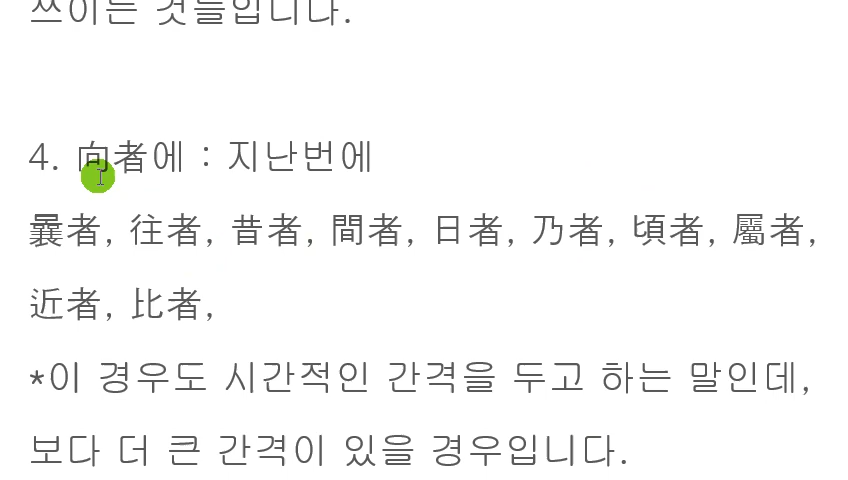 쓰이는 것들입니다.
4. 向者에 : 지난번에
曩者, 往者, 昔者, 間者, 日者, 乃者, 頃者, 屬者,
近者, 比者,
*이 경우도 시간적인 간격을 두고 하는 말인데,
보다 더 큰 간격이 있을 경우입니다.